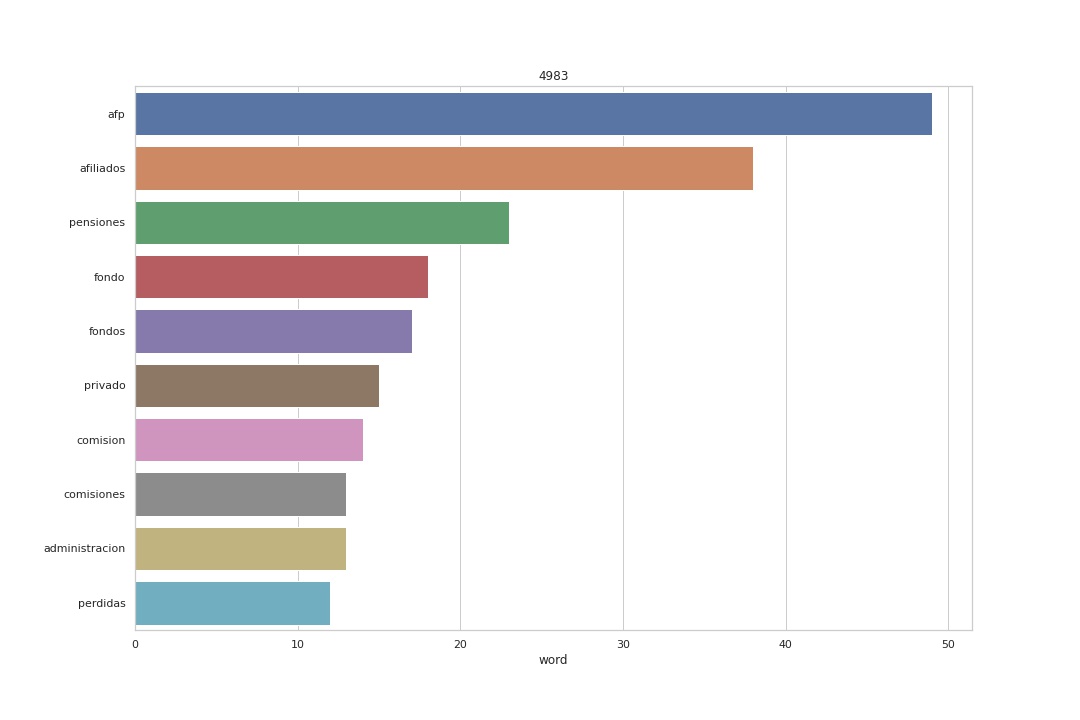 4983
afp
afiliados
pensiones
fondo
fondos
privado
comision
comisiones
administracion
perdidas
0 10 20 30 40 50
word